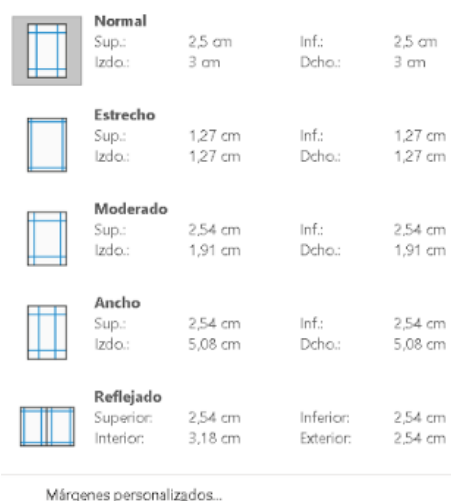 Normal
Sup.: 2,5 cm Inf.: 2,5 cm
Izdo.: 3 cm Dcho.: 3 cm
Estrecho
Sup.: 1,27 cm Inf.: 1,27 cm
Izdo.: 1,27 cm Dcho.: 1,27 cm
Moderado
Sup.: 2,54 cm Inf.: 2,54 cm
Izdo.: 1,91 cm Dcho.: 1,91 cm
Ancho
Sup.: 2,54 cm Inf.: 2,54 cm
Izdo.: 5,08 cm Dcho.: 5,08 cm
Reflejado
Superior: 2,54 cm Inferior: 2,54 cm
Interior: 3,18 cm Exterior: 2,54 cm
Márgenes personalizados...